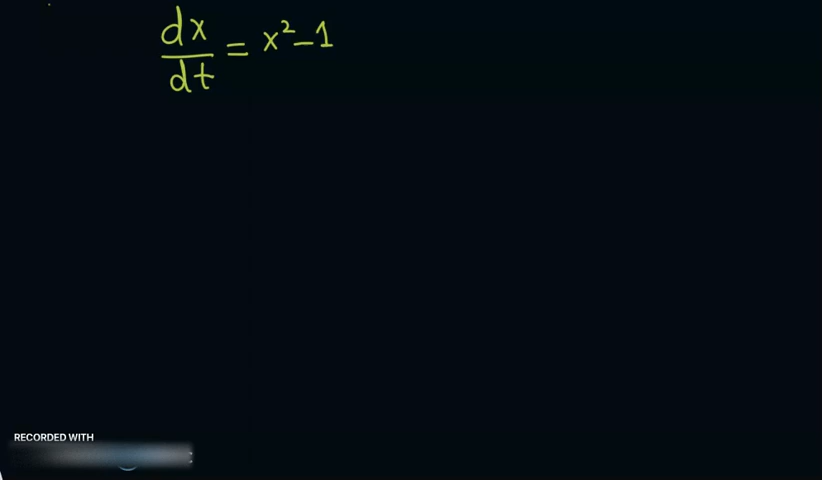 dx/dt = x² – 1
RECORDED WITH